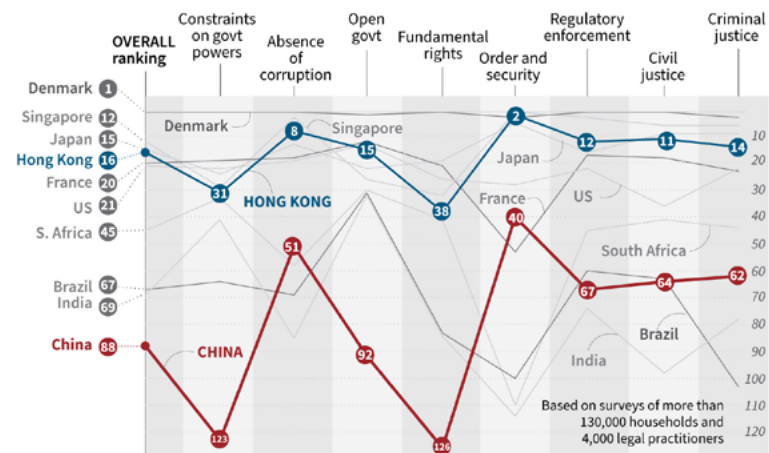 OVERALL
ranking
Constraints
on govt
powers
Absence
of
corruption
Open
govt
Fundamental
rights
Order and
security
Regulatory
enforcement
Civil
justice
Criminal
justice
Denmark 1
Singapore 12
Japan 15
Hong Kong 16
France 20
US 21
S. Africa 45
Brazil 67
India 69
China 88
Denmark
Singapore
Japan
HONG KONG
France
US
South Africa
Brazil
India
CHINA
31
8
15
38
2
12
11
14
123
51
92
126
40
67
64
62
10
20
30
40
50
60
70
80
90
100
110
120
Based on surveys of more than
130,000 households and
4,000 legal practitioners